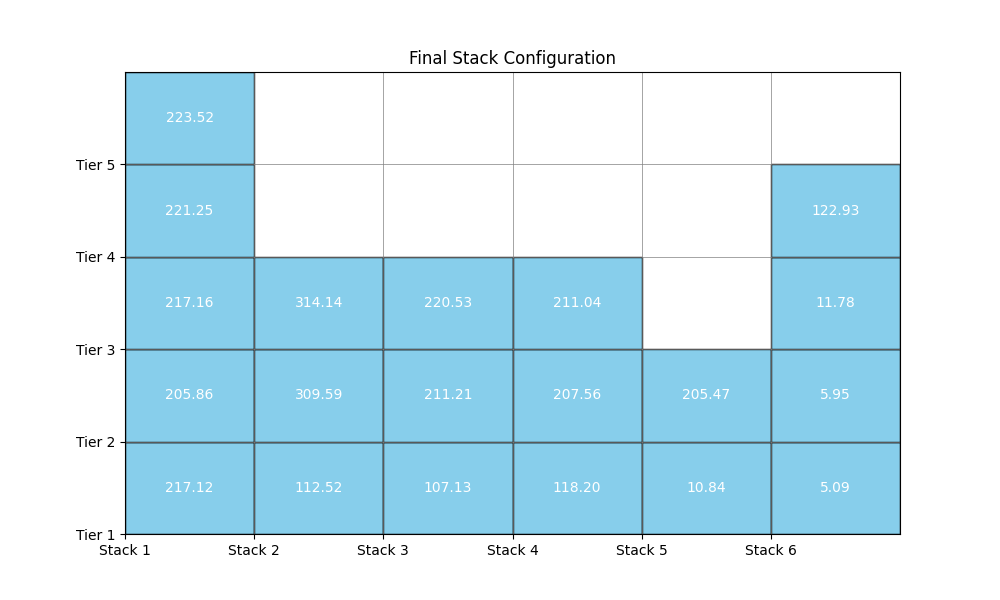 Final Stack Configuration
223.52
Tier 5
221.25 122.93
Tier 4
217.16 314.14 220.53 211.04 11.78
Tier 3
205.86 309.59 211.21 207.56 205.47 5.95
Tier 2
217.12 112.52 107.13 118.20 10.84 5.09
Tier 1
Stack 1 Stack 2 Stack 3 Stack 4 Stack 5 Stack 6